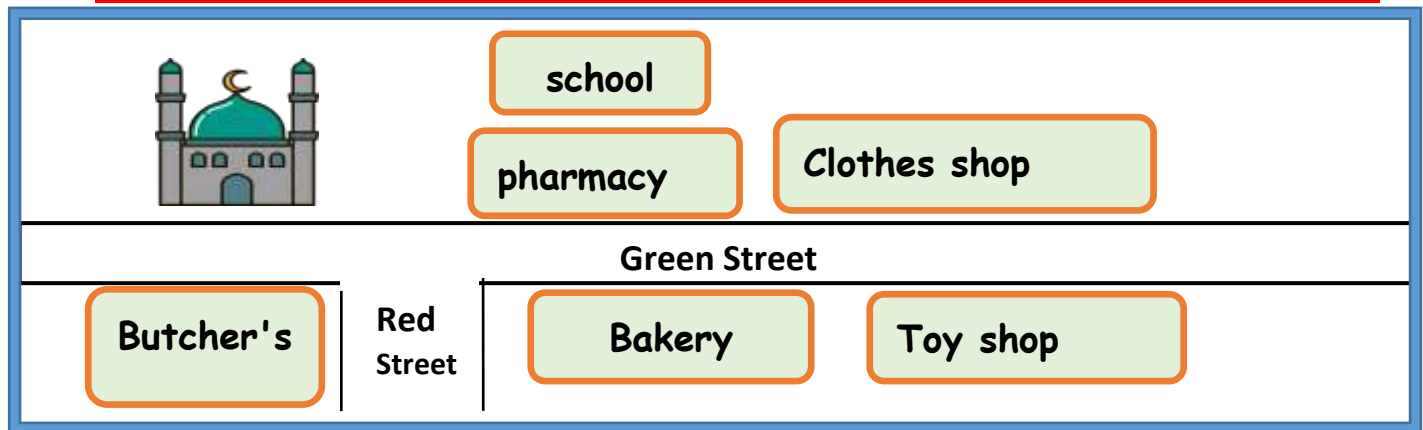 school
pharmacy
Clothes shop
Green Street
Butcher's
Red
Street
Bakery
Toy shop